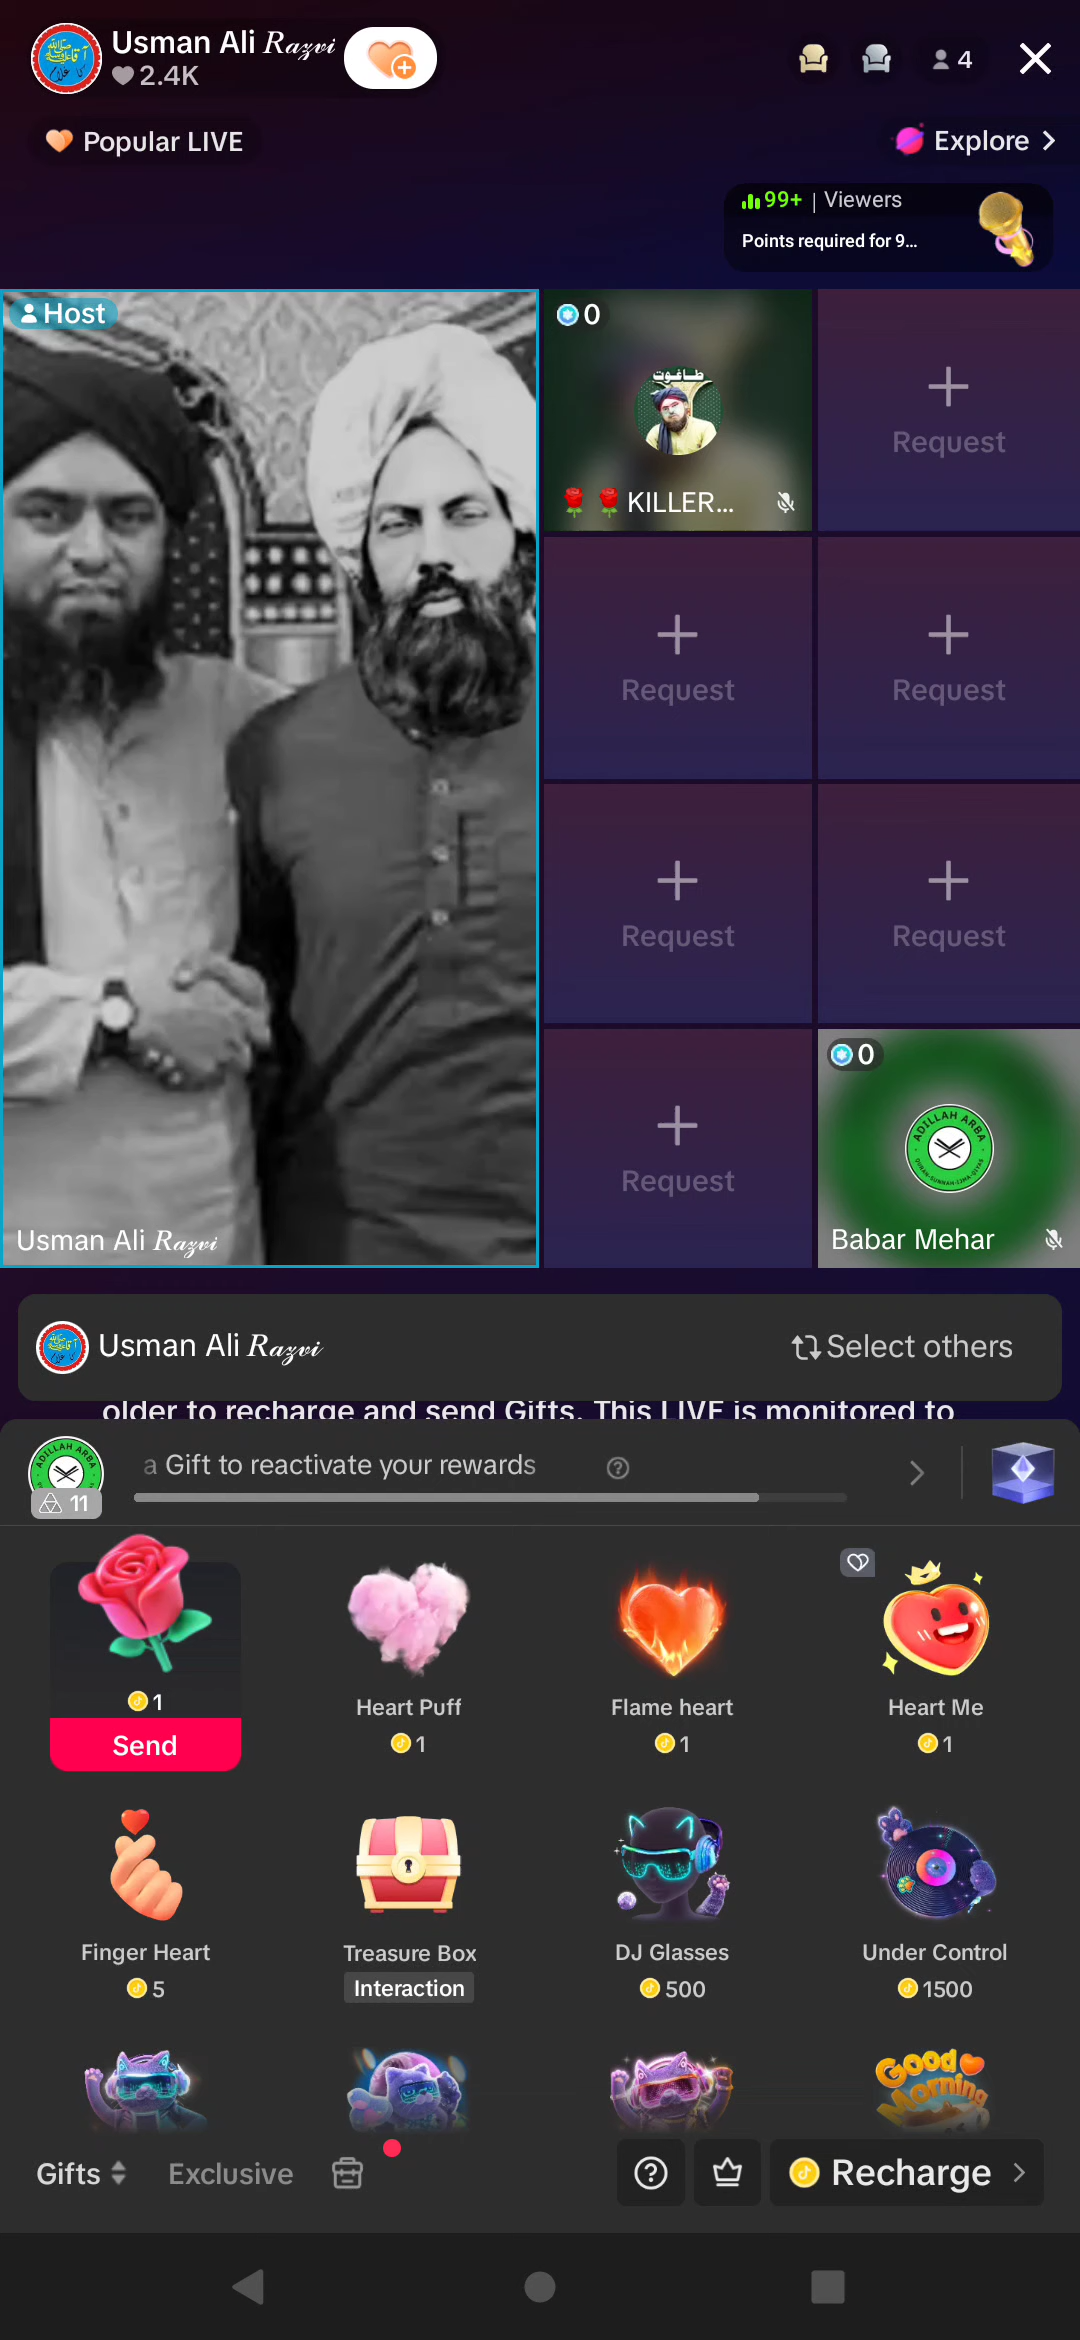 Usman Ali Razvi
2.4K
4
Popular LIVE
Explore
99+ | Viewers
Points required for 9...
Host
0
طاغوت
KILLER...
Request
Request
Request
Request
Request
Request
0
ADILLAH ARBA
Usman Ali Razvi
Babar Mehar
Usman Ali Razvi
Select others
older to recharge and send Gifts. This LIVE is monitored to
a Gift to reactivate your rewards
11
1
Send
Heart Puff
1
Flame heart
1
Heart Me
1
Finger Heart
5
Treasure Box
Interaction
DJ Glasses
500
Under Control
1500
Good
Morning
Gifts
Exclusive
Recharge